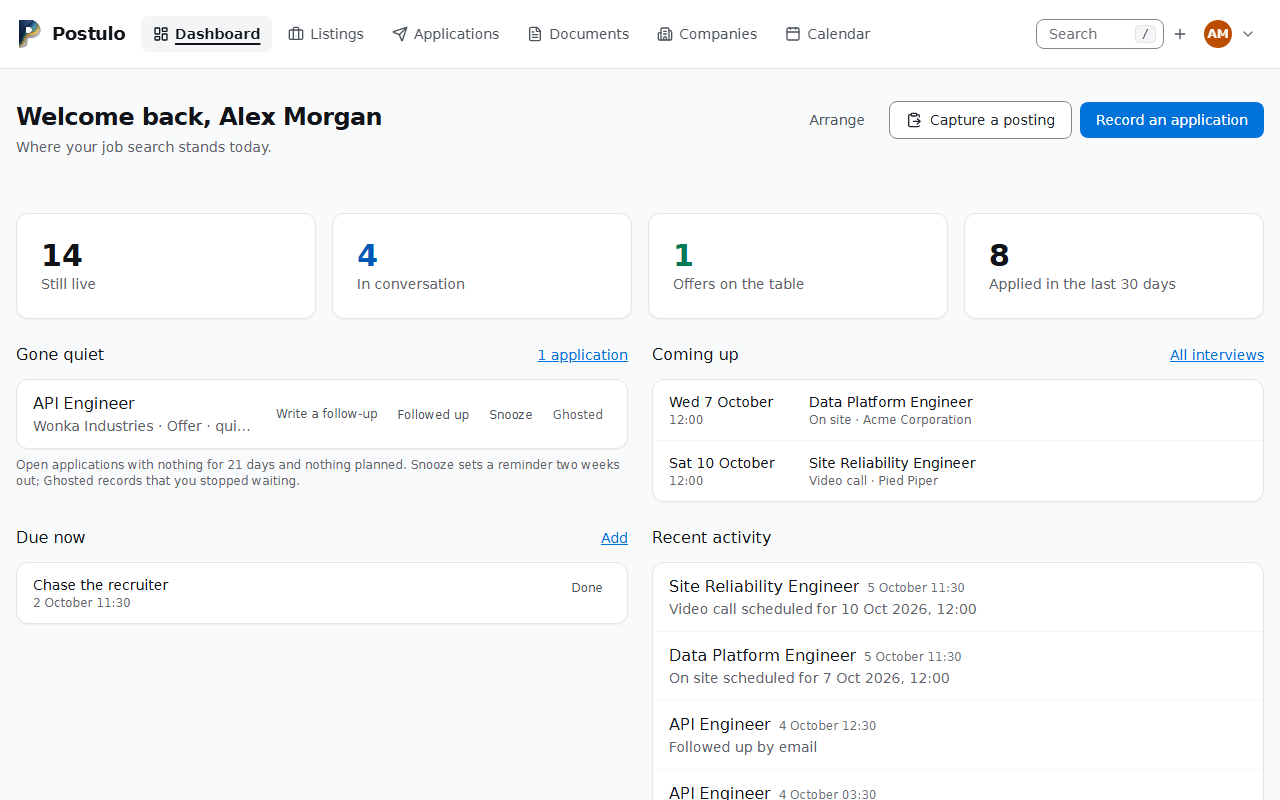 Postulo
Dashboard
Listings
Applications
Documents
Companies
Calendar
Search /
AM
Welcome back, Alex Morgan
Where your job search stands today.
Arrange
Capture a posting
Record an application
14
Still live
4
In conversation
1
Offers on the table
8
Applied in the last 30 days
Gone quiet
1 application
API Engineer
Wonka Industries · Offer · qui…
Write a follow-up
Followed up
Snooze
Ghosted
Open applications with nothing for 21 days and nothing planned. Snooze sets a reminder two weeks
out; Ghosted records that you stopped waiting.
Coming up
All interviews
Wed 7 October
12:00
Data Platform Engineer
On site · Acme Corporation
Sat 10 October
12:00
Site Reliability Engineer
Video call · Pied Piper
Due now
Add
Chase the recruiter
2 October 11:30
Done
Recent activity
Site Reliability Engineer 5 October 11:30
Video call scheduled for 10 Oct 2026, 12:00
Data Platform Engineer 5 October 11:30
On site scheduled for 7 Oct 2026, 12:00
API Engineer 4 October 12:30
Followed up by email
API Engineer 4 October 03:30